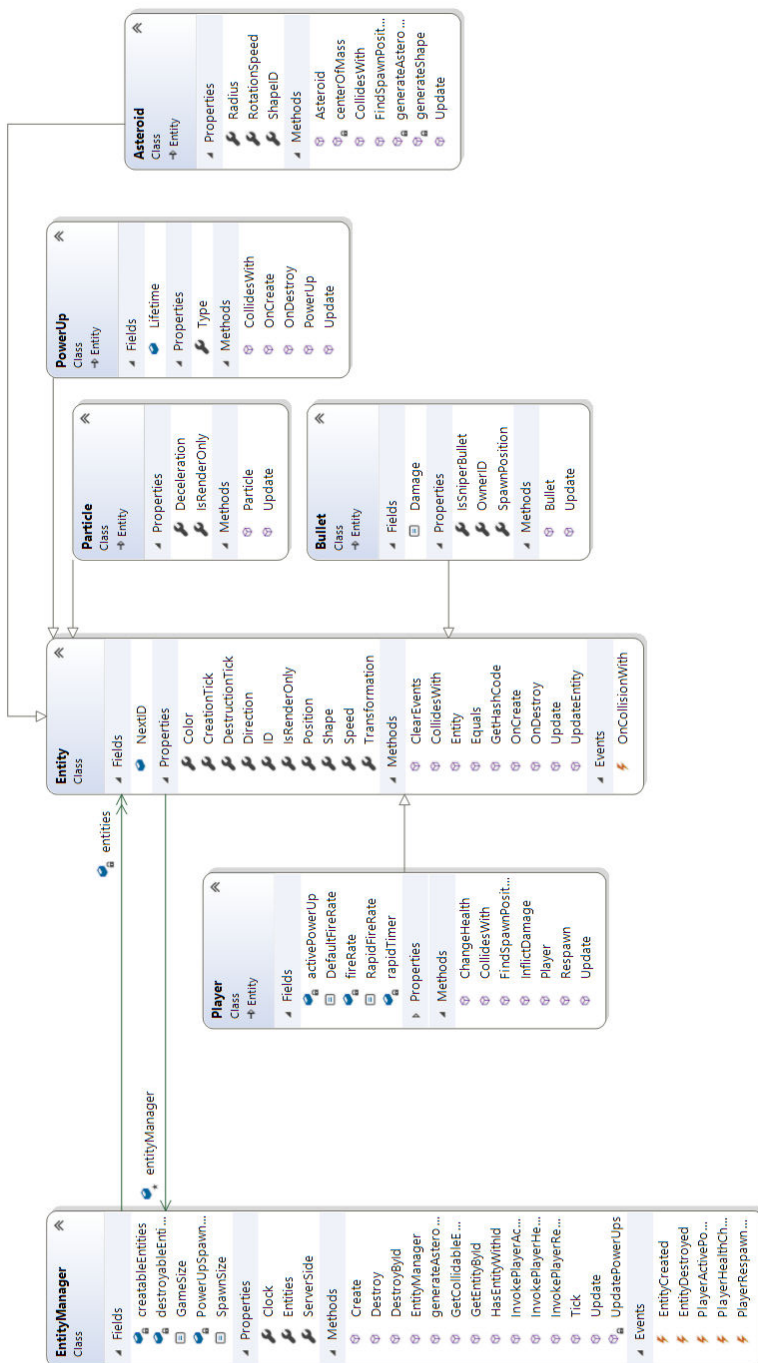 EntityManager
Class
Fields
creatableEntities
destroyableEnti...
GameSize
PowerUpSpawn...
SpawnSize
Properties
Clock
Entities
ServerSide
Methods
Create
Destroy
DestroyById
EntityManager
generateAstero...
GetCollidableE...
GetEntityById
HasEntityWithId
InvokePlayerAc...
InvokePlayerHe...
InvokePlayerRe...
Tick
Update
UpdatePowerUps
Events
EntityCreated
EntityDestroyed
PlayerActivePo...
PlayerHealthCh...
PlayerRespawn...
entityManager
entities
Player
Class
Entity
Fields
activePowerUp
DefaultFireRate
fireRate
RapidFireRate
rapidTimer
Properties
Methods
ChangeHealth
CollidesWith
FindSpawnPosit...
InflictDamage
Player
Respawn
Update
Entity
Class
Fields
NextID
Properties
Color
CreationTick
DestructionTick
Direction
ID
IsRenderOnly
Position
Shape
Speed
Transformation
Methods
ClearEvents
CollidesWith
Entity
Equals
GetHashCode
OnCreate
OnDestroy
Update
UpdateEntity
Events
OnCollisionWith
Particle
Class
Entity
Properties
Deceleration
IsRenderOnly
Methods
Particle
Update
Bullet
Class
Entity
Fields
Damage
Properties
IsSniperBullet
OwnerID
SpawnPosition
Methods
Bullet
Update
PowerUp
Class
Entity
Fields
Lifetime
Properties
Type
Methods
CollidesWith
OnCreate
OnDestroy
PowerUp
Update
Asteroid
Class
Entity
Properties
Radius
RotationSpeed
ShapeID
Methods
Asteroid
centerOfMass
CollidesWith
FindSpawnPosit...
generateAstero...
generateShape
Update